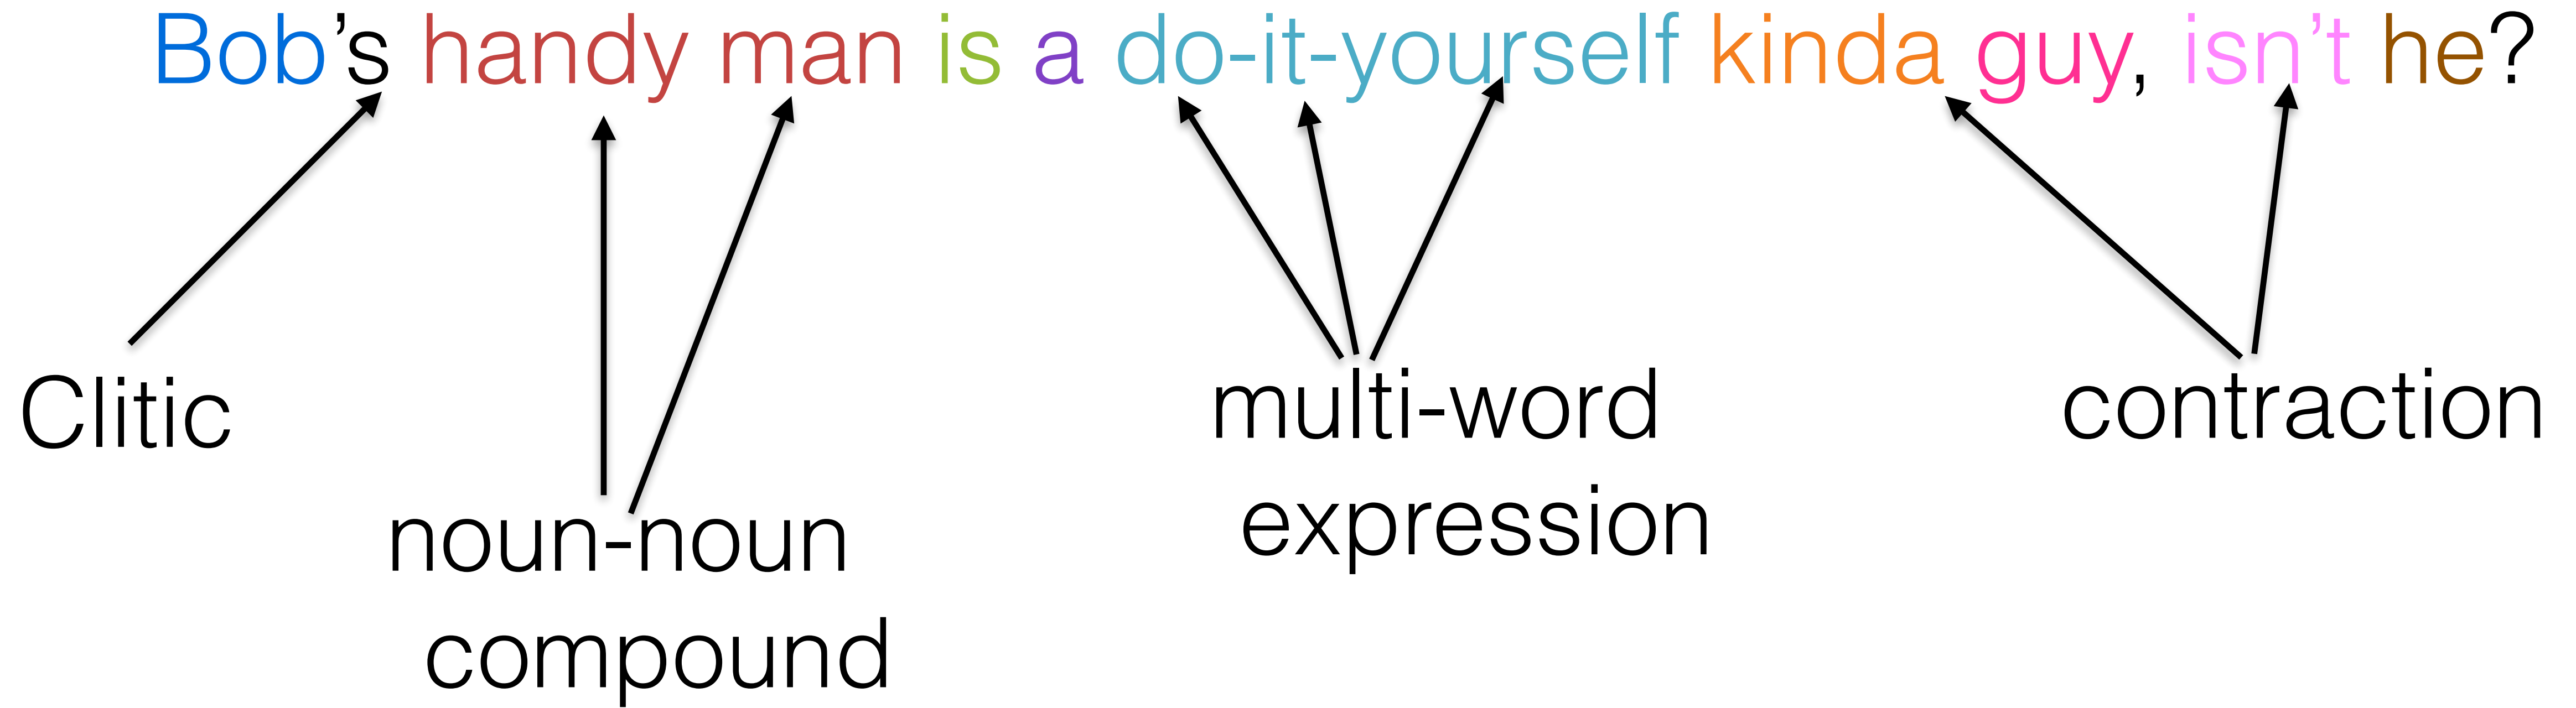 Bob’s handy man is a do-it-yourself kinda guy, isn’t he?
Clitic
noun-noun
compound
multi-word
expression
contraction